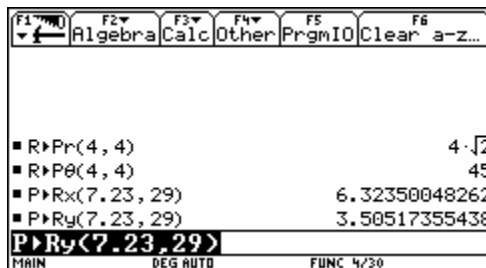 F1 F2 F3 F4 F5 F6
Algebra Calc Other PrgmIO Clear a-z…
▪ R▸Pr(4,4) 4·√2
▪ R▸Pθ(4,4) 45
▪ P▸Rx(7.23,29) 6.32350048262
▪ P▸Ry(7.23,29) 3.50517355438
P▸Ry(7.23,29)
MAIN DEG AUTO FUNC 4/30